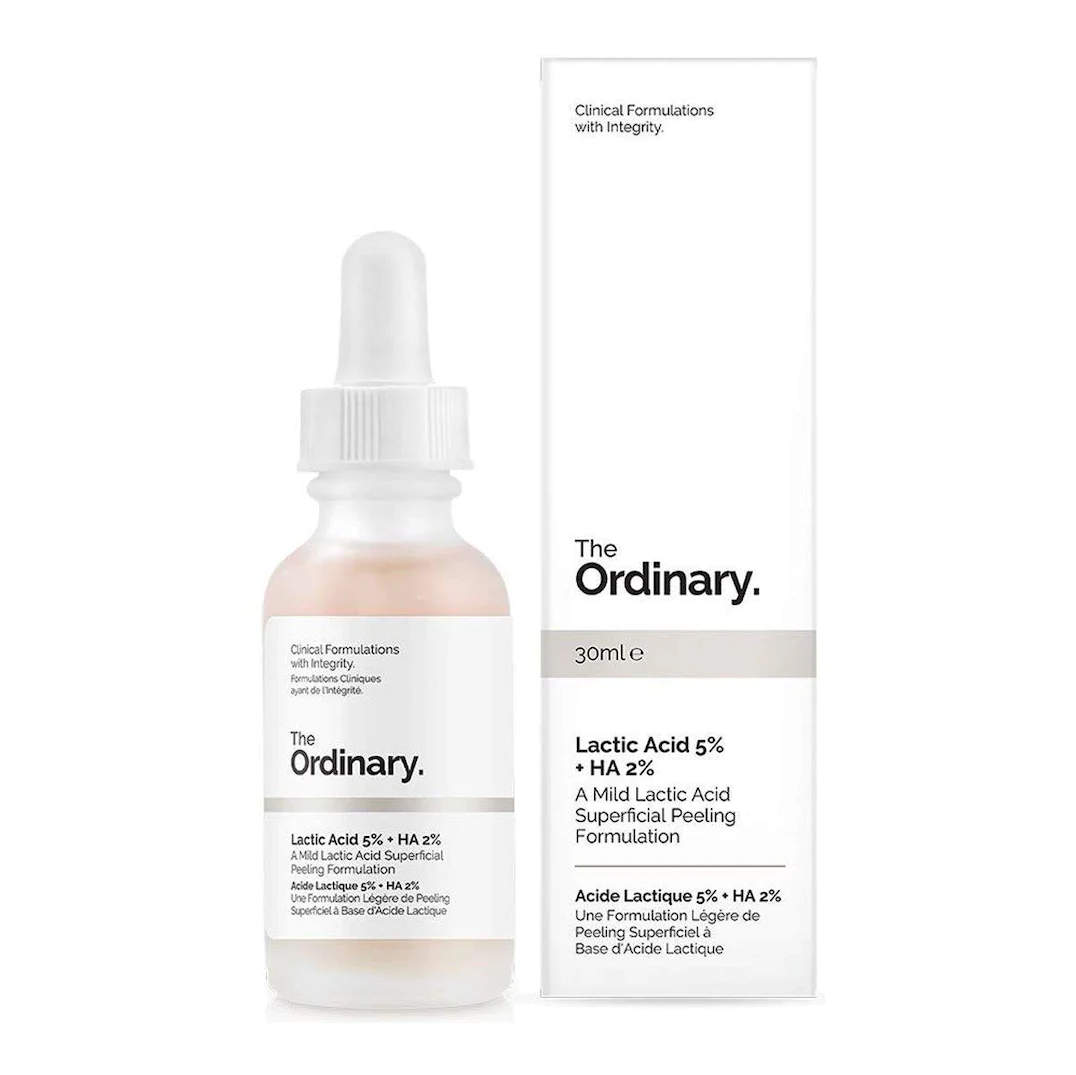 Clinical Formulations
with Integrity.
Formulations Cliniques
ayant de l'Intégrité.
The
Ordinary.
Lactic Acid 5% + HA 2%
A Mild Lactic Acid Superficial
Peeling Formulation
Acide Lactique 5% + HA 2%
Une Formulation Légère de Peeling
Superficiel à Base d'Acide Lactique
Clinical Formulations
with Integrity.
The
Ordinary.
30ml ℮
Lactic Acid 5%
+ HA 2%
A Mild Lactic Acid
Superficial Peeling
Formulation
Acide Lactique 5% + HA 2%
Une Formulation Légère de
Peeling Superficiel à
Base d'Acide Lactique